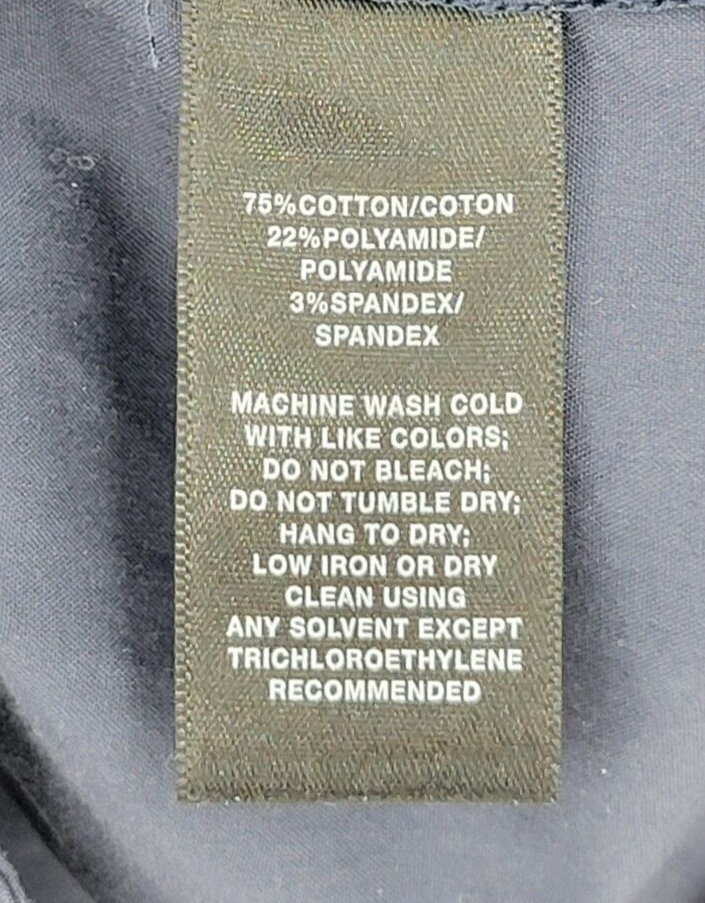 75%COTTON/COTON
22%POLYAMIDE/
POLYAMIDE
3%SPANDEX/
SPANDEX
MACHINE WASH COLD
WITH LIKE COLORS;
DO NOT BLEACH;
DO NOT TUMBLE DRY;
HANG TO DRY;
LOW IRON OR DRY
CLEAN USING
ANY SOLVENT EXCEPT
TRICHLOROETHYLENE
RECOMMENDED